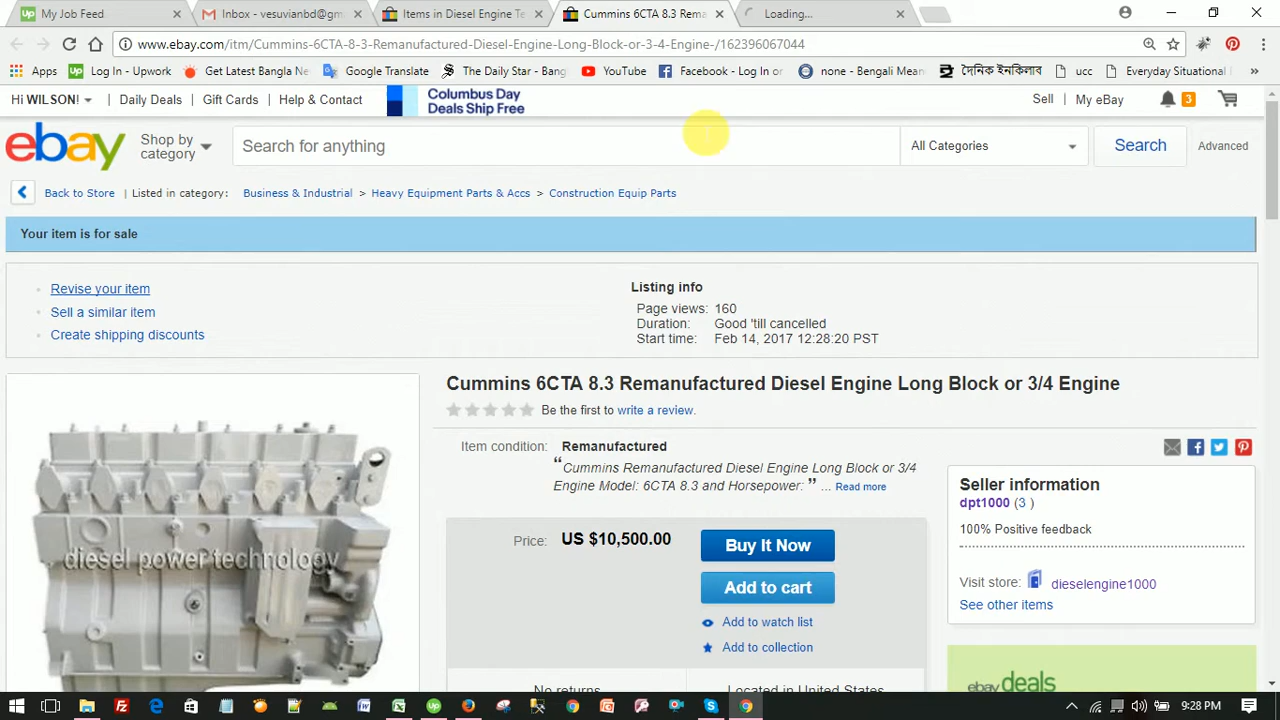 My Job Feed
Inbox - vesuvianbd@gm
Items in Diesel Engine Te
Cummins 6CTA 8.3 Rema
Loading...
www.ebay.com/itm/Cummins-6CTA-8-3-Remanufactured-Diesel-Engine-Long-Block-or-3-4-Engine-/162396067044
Apps
Up Log In - Upwork
Get Latest Bangla Ne
Google Translate
The Daily Star - Bang
YouTube
Facebook - Log In or
none - Bengali Mean
দৈনিক ইনকিলাব
ucc
Everyday Situational
»
Hi WILSON!
Daily Deals
Gift Cards
Help & Contact
Columbus Day
Deals Ship Free
Sell
My eBay
3
ebay
Shop by
category
Search for anything
All Categories
Search
Advanced
Back to Store | Listed in category: Business & Industrial > Heavy Equipment Parts & Accs > Construction Equip Parts
Your item is for sale
Revise your item
Sell a similar item
Create shipping discounts
Listing info
Page views: 160
Duration: Good 'till cancelled
Start time: Feb 14, 2017 12:28:20 PST
Cummins 6CTA 8.3 Remanufactured Diesel Engine Long Block or 3/4 Engine
Be the first to write a review.
Item condition: Remanufactured
“Cummins Remanufactured Diesel Engine Long Block or 3/4
Engine Model: 6CTA 8.3 and Horsepower: ” ... Read more
Price: US $10,500.00
Buy It Now
Add to cart
Add to watch list
Add to collection
No returns
Located in United States
Seller information
dpt1000 (3 )
100% Positive feedback
Visit store: dieselengine1000
See other items
ebay deals
diesel power technology
9:28 PM